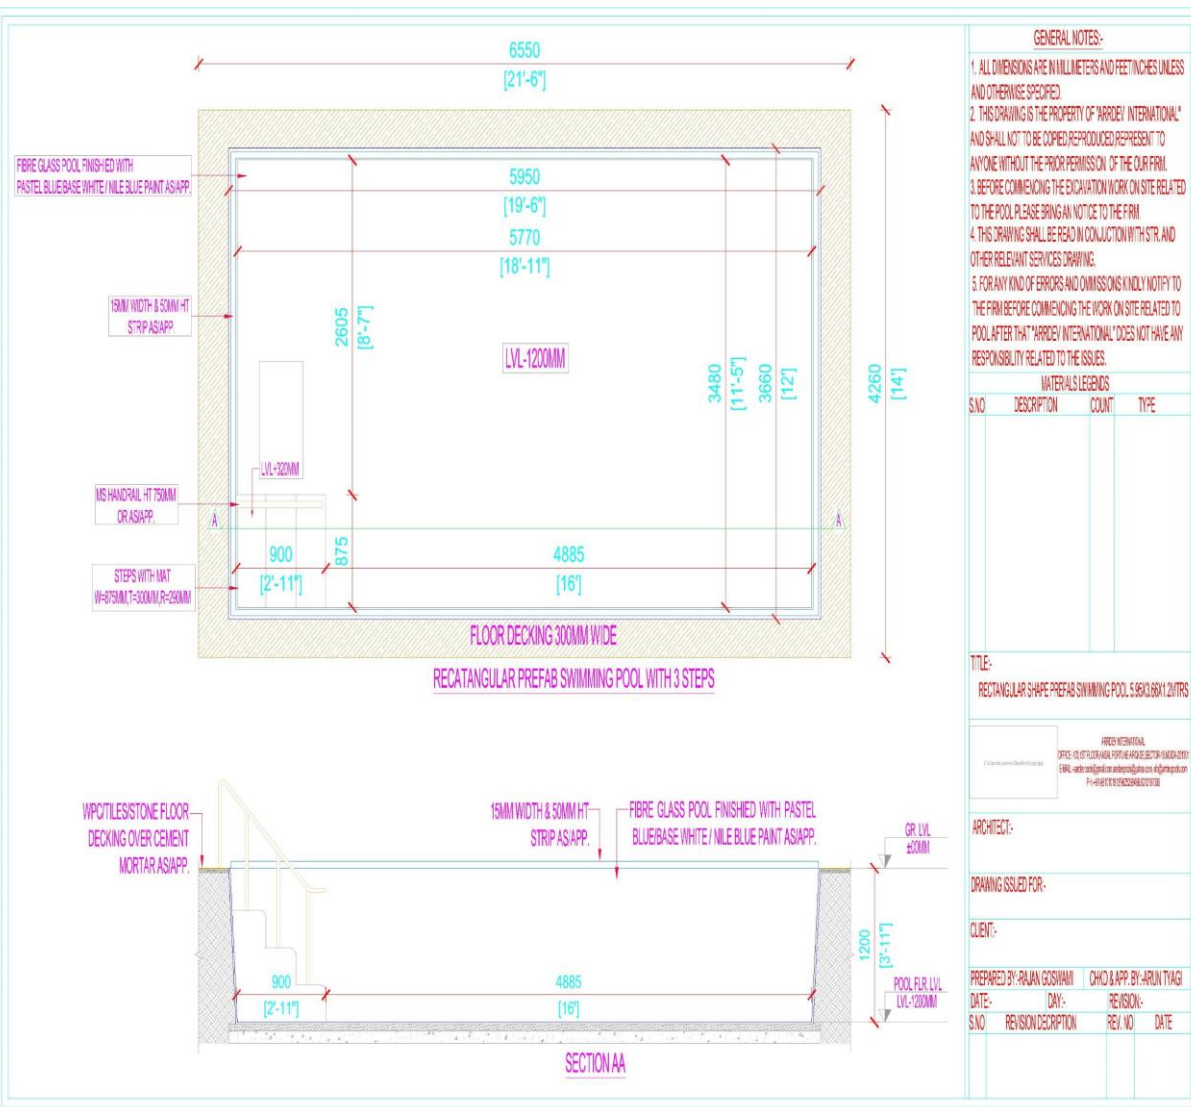 6550
[21'-6"]
FIBRE GLASS POOL FINISHIED WITH
PASTEL BLUE/BASE WHITE / NILE BLUE PAINT AS/APP.
5950
[19'-6"]
5770
[18'-11"]
15MM WIDTH & 50MM HT
STRIP AS/APP.
2605
[8'-7"]
LVL-1200MM
3480
[11'-5"]
3660
[12']
4260
[14']
LVL+320MM
MS HANDRAIL HT 750MM
OR AS/APP.
A
A
875
900
[2'-11"]
4885
[16']
STEPS WITH MAT
W=875MM,T=300MM,R=290MM
FLOOR DECKING 300MM WIDE
RECATANGULAR PREFAB SWIMMING POOL WITH 3 STEPS
WPC/TILES/STONE FLOOR
DECKING OVER CEMENT
MORTAR AS/APP.
15MM WIDTH & 50MM HT
STRIP AS/APP.
FIBRE GLASS POOL FINISHIED WITH PASTEL
BLUE/BASE WHITE / NILE BLUE PAINT AS/APP.
GR. LVL
±00MM
1200
[3'-11"]
900
[2'-11"]
4885
[16']
POOL FLR. LVL
LVL-1200MM
SECTION AA
GENERAL NOTES:-
1. ALL DIMENSIONS ARE IN MILLIMETERS AND FEET/INCHES UNLESS
AND OTHERWISE SPECIFIED.
2. THIS DRAWING IS THE PROPERTY OF "ARRDEV INTERNATIONAL"
AND SHALL NOT TO BE COPIED,REPRODUCED,REPRESENT TO
ANYONE WITHOUT THE PRIOR PERMISSION OF THE OUR FIRM.
3. BEFORE COMMENCING THE EXCAVATION WORK ON SITE RELATED
TO THE POOL PLEASE BRING AN NOTICE TO THE FIRM.
4. THIS DRAWING SHALL BE READ IN CONJUCTION WITH STR. AND
OTHER RELEVANT SERVICES DRAWING.
5. FOR ANY KIND OF ERRORS AND OMMISSIONS KINDLY NOTIFY TO
THE FIRM BEFORE COMMENCING THE WORK ON SITE RELATED TO
POOL AFTER THAT "ARRDEV INTERNATIONAL" DOES NOT HAVE ANY
RESPONSIBILITY RELATED TO THE ISSUES.
MATERIALS LEGENDS
S.NO DESCRIPTION COUNT TYPE
TITLE:-
RECTANGULAR SHAPE PREFAB SWIMMING POOL 5.95X3.66X1.2MTRS
ARRDEV INTERNATIONAL
ARCHITECT:-
DRAWING ISSUED FOR:-
CLIENT:-
PREPARED BY:-RAJAN GOSWAMI CHKD & APP. BY:-ARUN TYAGI
DATE:- DAY:- REVISION:-
S.NO REVISION DECRIPTION REV. NO DATE